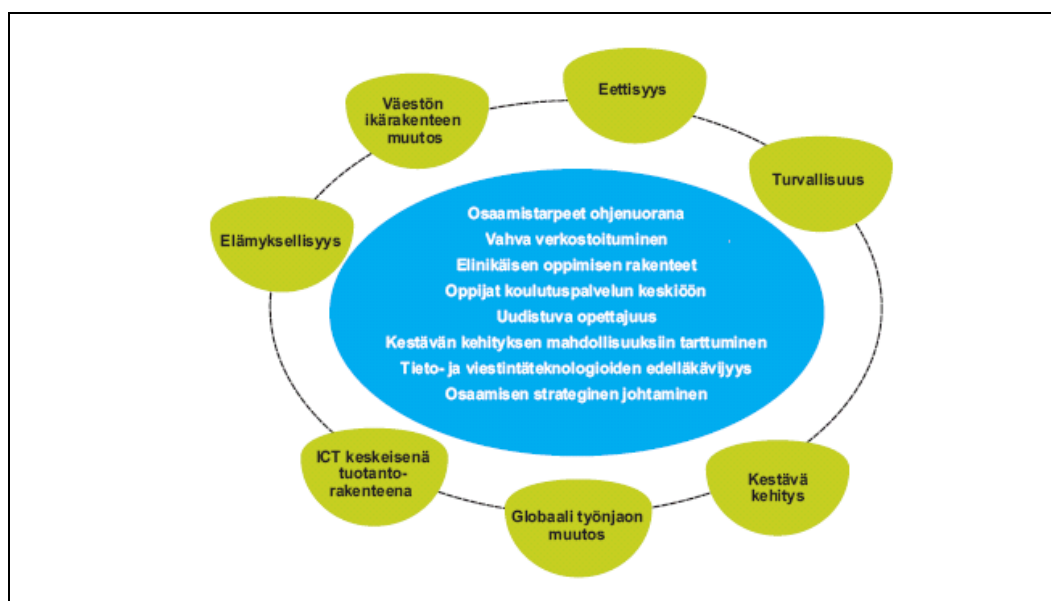 Eettisyys
Väestön
ikärakenteen
muutos
Turvallisuus
Elämyksellisyys
Osaamistarpeet ohjenuorana
Vahva verkostoituminen
Elinikäisen oppimisen rakenteet
Oppijat koulutuspalvelun keskiöön
Uudistuva opettajuus
Kestävän kehityksen mahdollisuuksiin tarttuminen
Tieto- ja viestintäteknologioiden edelläkävijyys
Osaamisen strateginen johtaminen
ICT keskeisenä
tuotanto-
rakenteena
Kestävä
kehitys
Globaali työnjaon
muutos